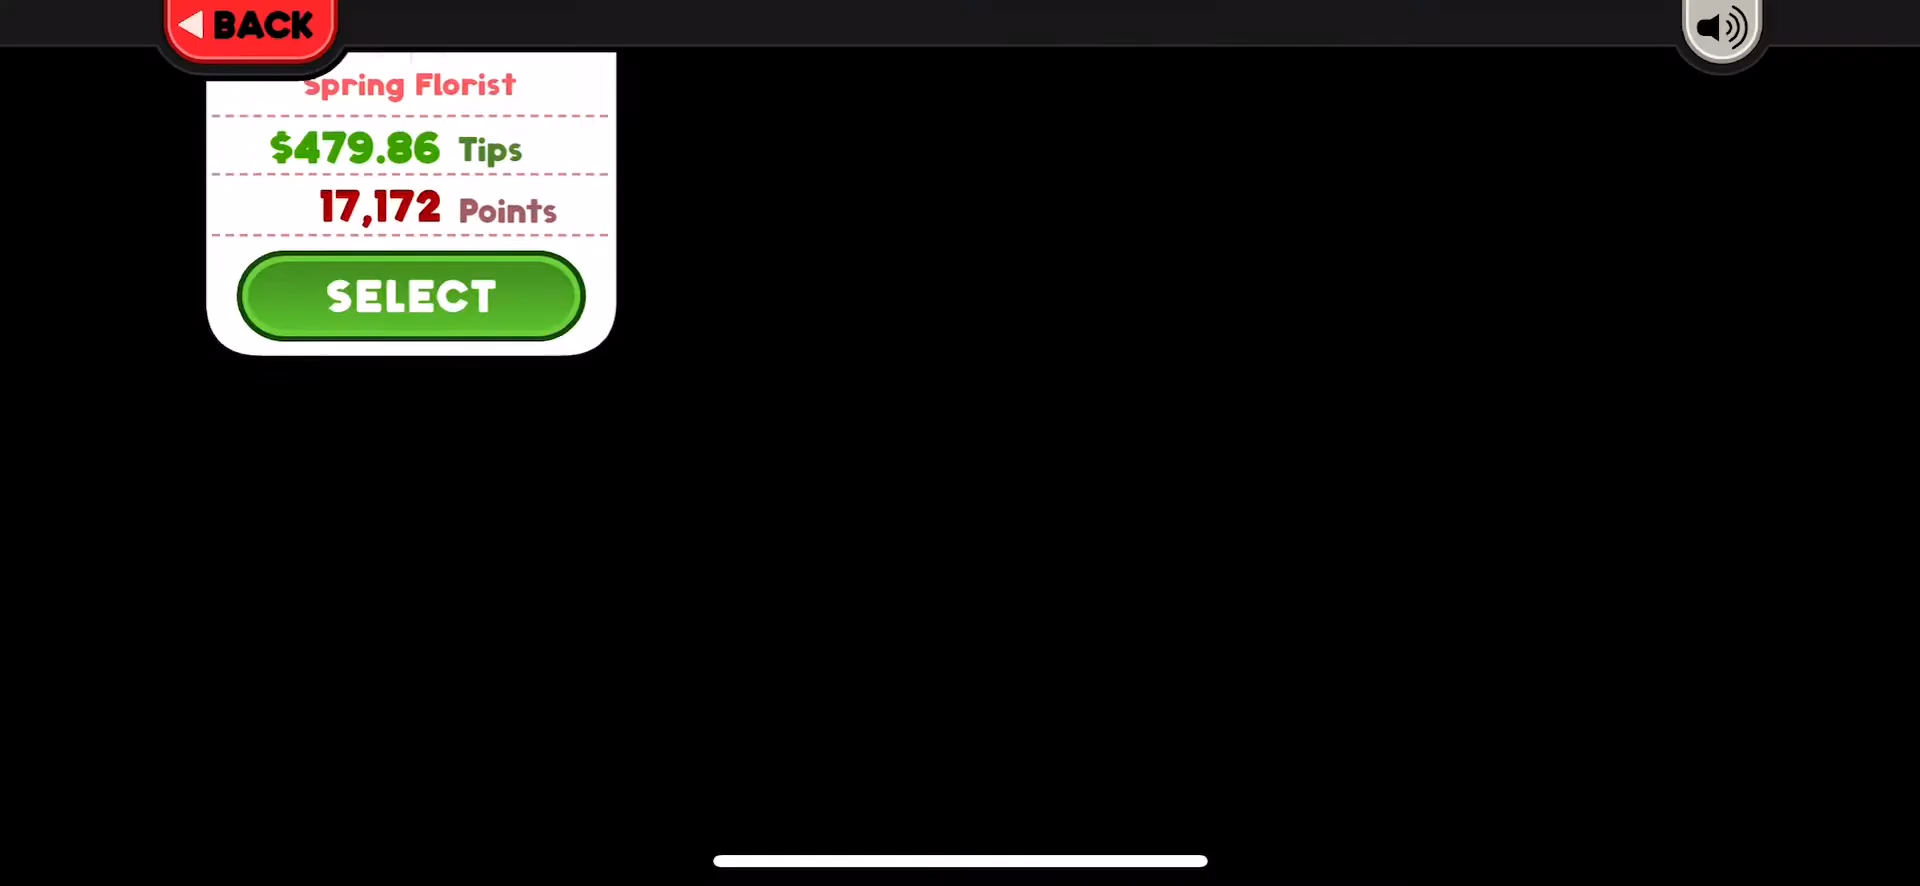 BACK
Spring Florist
$479.86 Tips
17,172 Points
SELECT